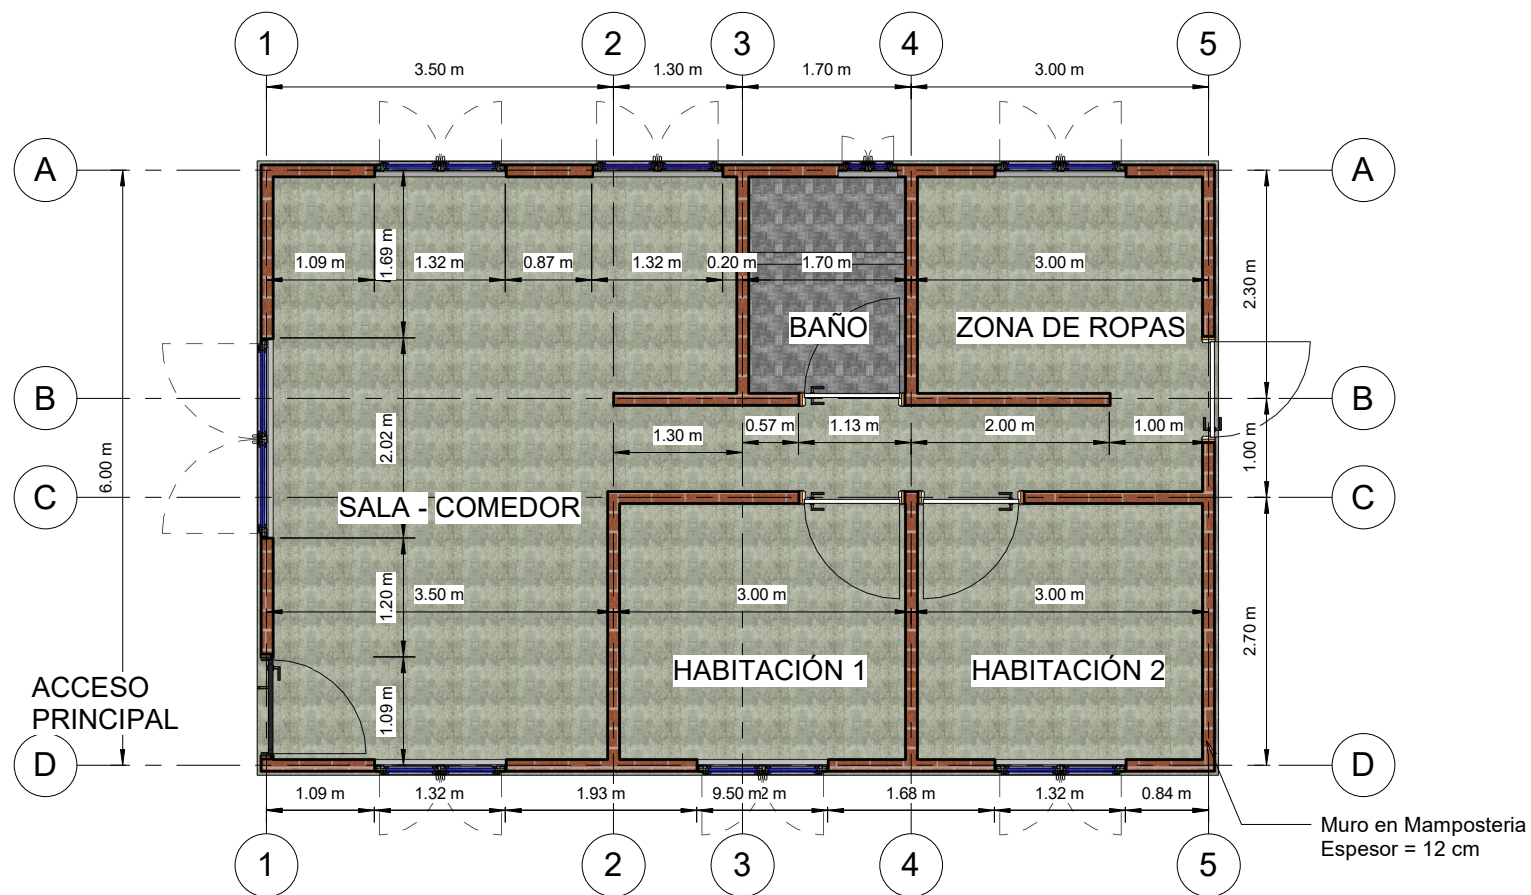 1 2 3 4 5
3.50 m 1.30 m 1.70 m 3.00 m
A A
1.69 m
1.09 m 1.32 m 0.87 m 1.32 m 0.20 m 1.70 m 3.00 m
2.30 m
BAÑO ZONA DE ROPAS
B B
6.00 m
2.02 m
1.30 m 0.57 m 1.13 m 2.00 m 1.00 m
1.00 m
C C
SALA - COMEDOR
1.20 m
3.50 m 3.00 m 3.00 m
2.70 m
HABITACIÓN 1 HABITACIÓN 2
ACCESO
PRINCIPAL
1.09 m
D D
1.09 m 1.32 m 1.93 m 9.50 m2 m 1.68 m 1.32 m 0.84 m
Muro en Mamposteria
Espesor = 12 cm
1 2 3 4 5